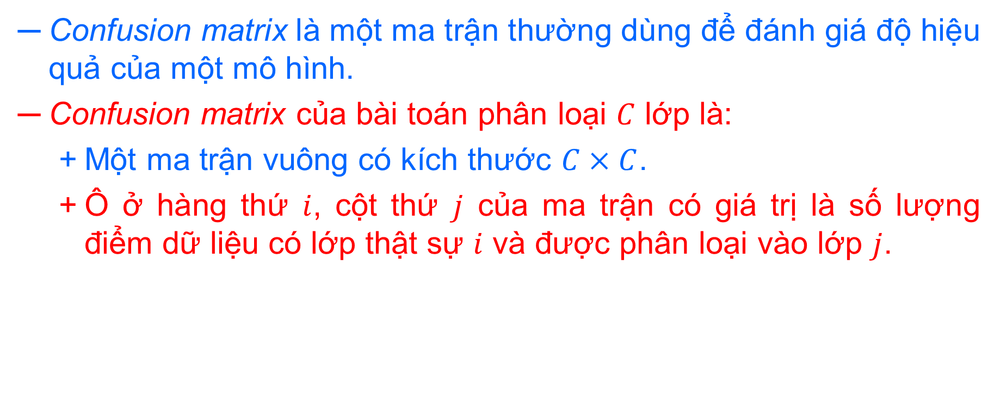 — Confusion matrix là một ma trận thường dùng để đánh giá độ hiệu
quả của một mô hình.
— Confusion matrix của bài toán phân loại C lớp là:
+ Một ma trận vuông có kích thước C × C.
+ Ô ở hàng thứ i, cột thứ j của ma trận có giá trị là số lượng
điểm dữ liệu có lớp thật sự i và được phân loại vào lớp j.